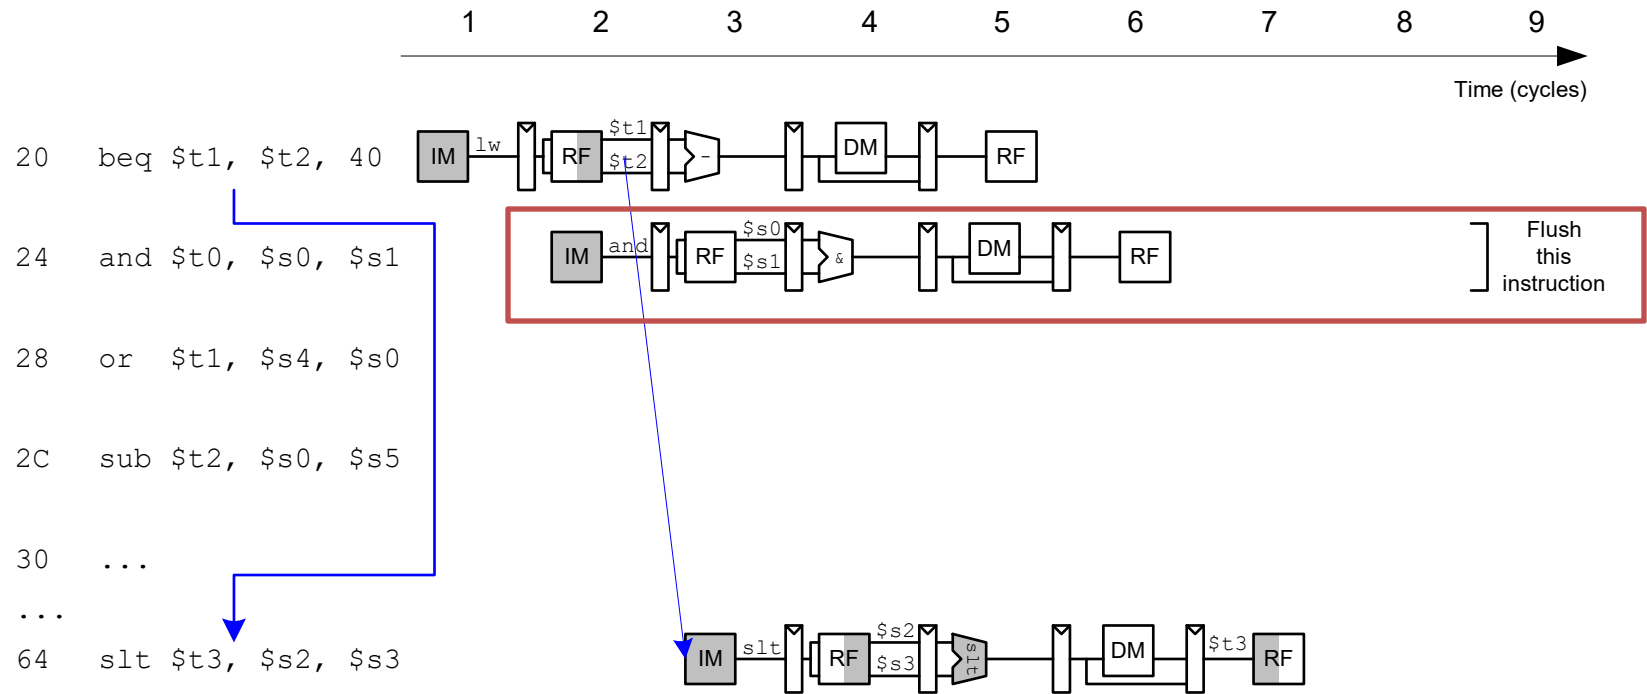 1 2 3 4 5 6 7 8 9
Time (cycles)
20 beq $t1, $t2, 40
IM lw RF $t1 $t2 - DM RF
24 and $t0, $s0, $s1
IM and RF $s0 $s1 & DM RF
Flush
this
instruction
28 or $t1, $s4, $s0
2C sub $t2, $s0, $s5
30 ...
...
64 slt $t3, $s2, $s3
IM slt RF $s2 $s3 slt DM $t3 RF